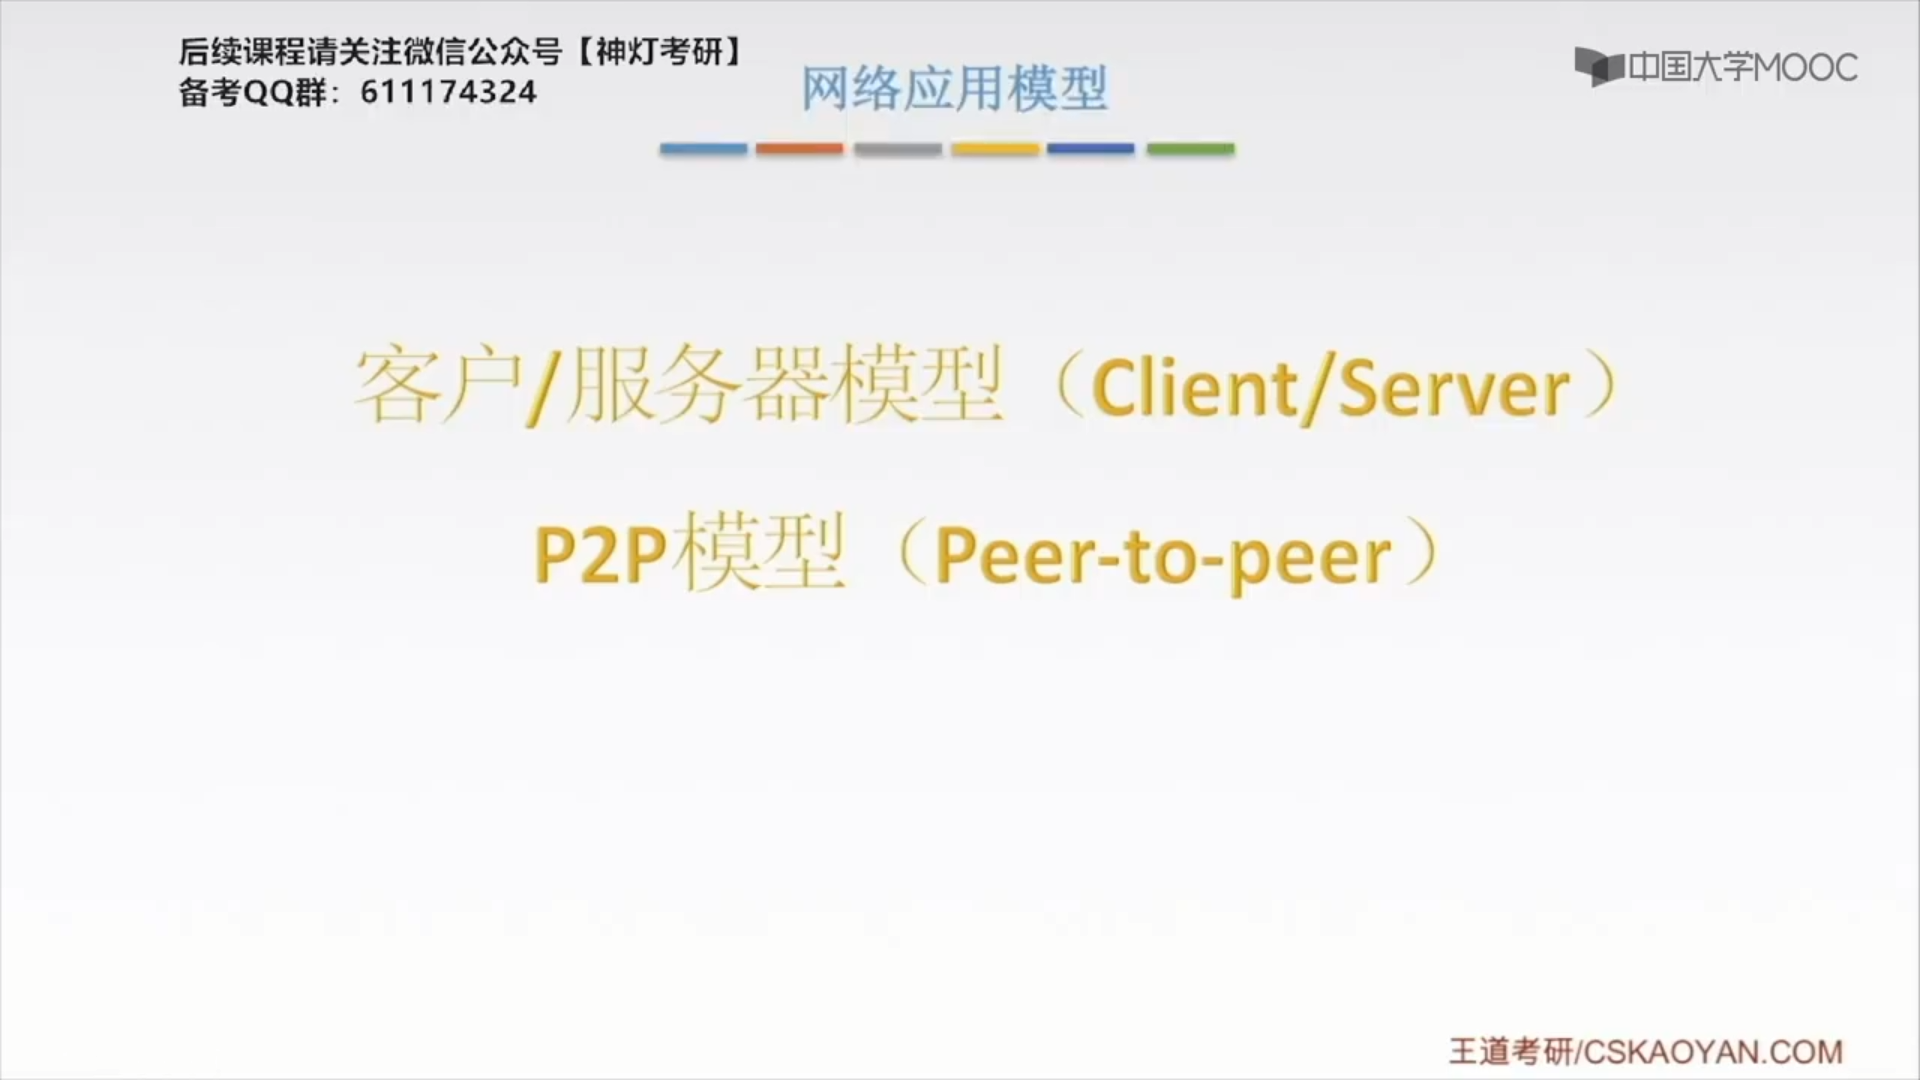 后续课程请关注微信公众号【神灯考研】
备考QQ群：611174324
网络应用模型
中国大学MOOC
客户/服务器模型（Client/Server）
P2P模型（Peer-to-peer）
王道考研/CSKAOYAN.COM